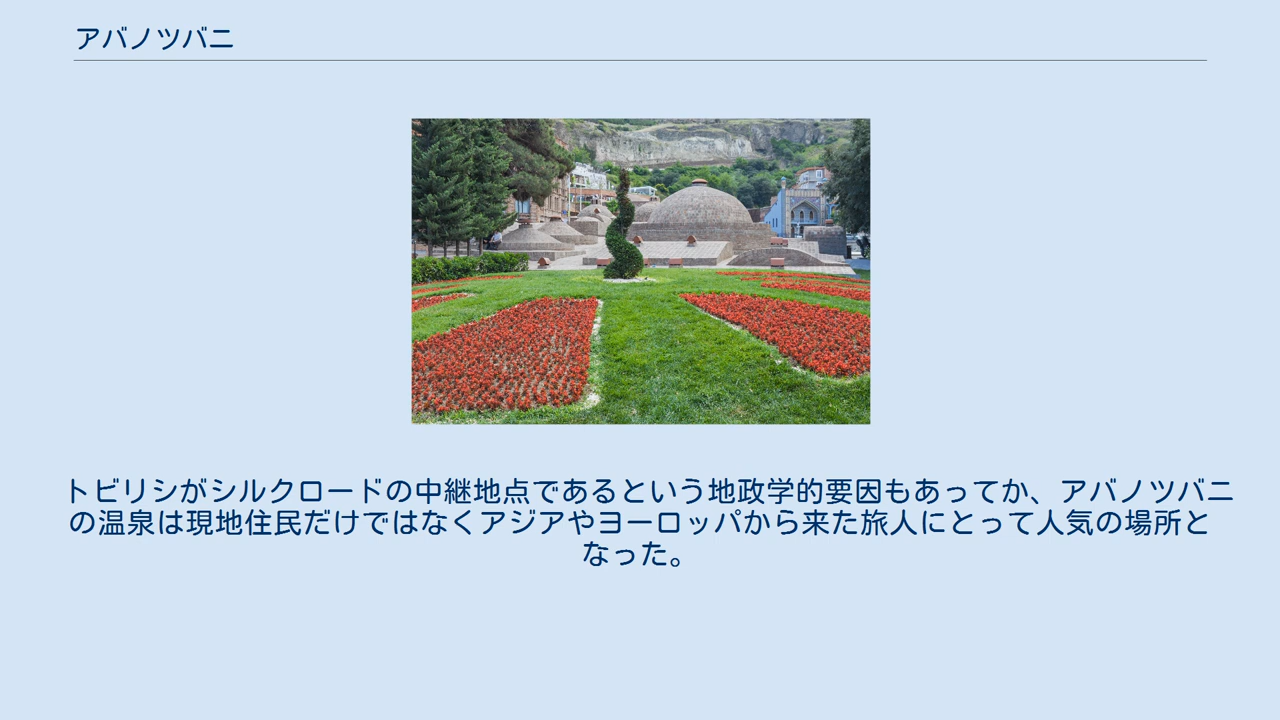 アバノツバニ
トビリシがシルクロードの中継地点であるという地政学的要因もあってか、アバノツバニ
の温泉は現地住民だけではなくアジアやヨーロッパから来た旅人にとって人気の場所と
なった。